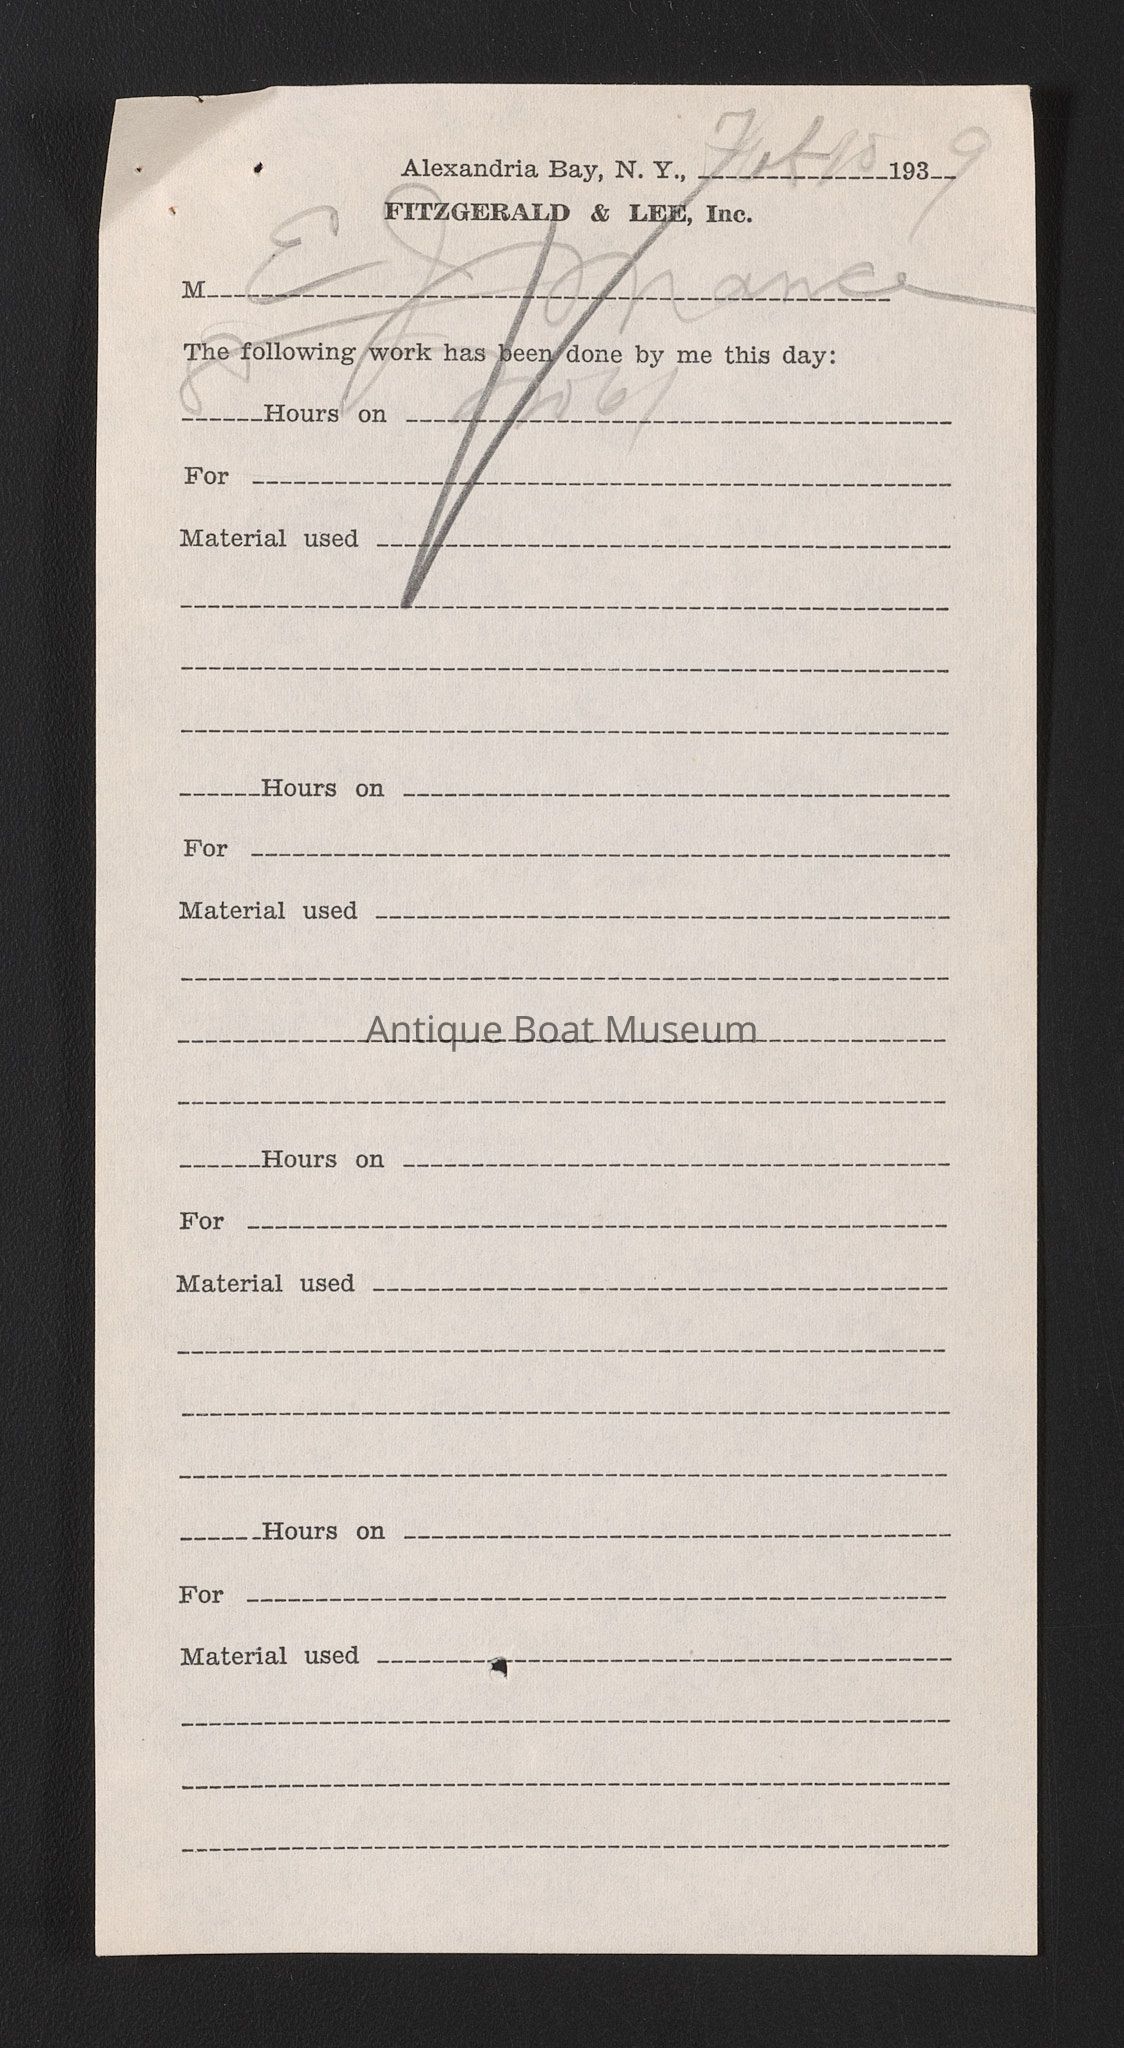 Alexandria Bay, N. Y., Feb 15 1939
FITZGERALD & LEE, Inc.
M E J
The following work has been done by me this day:
8 Hours on
For
Material used
Hours on
For
Material used
Antique Boat Museum
Hours on
For
Material used
Hours on
For
Material used